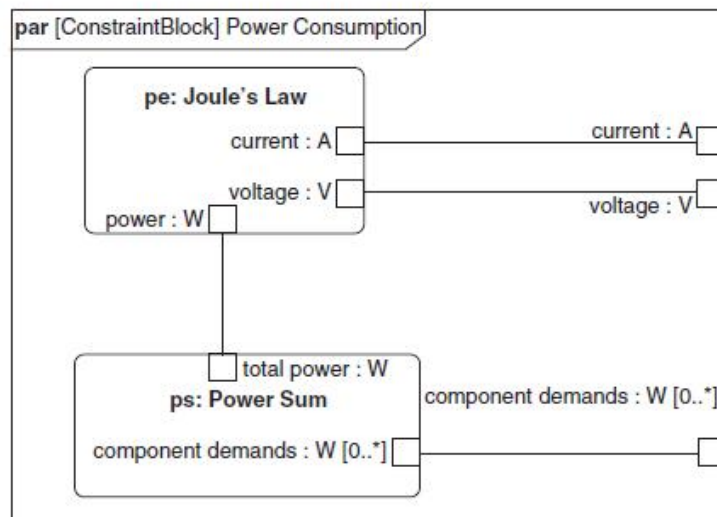 par [ConstraintBlock] Power Consumption
pe: Joule's Law
current : A
current : A
voltage : V
voltage : V
power : W
total power : W
ps: Power Sum
component demands : W [0..*]
component demands : W [0..*]